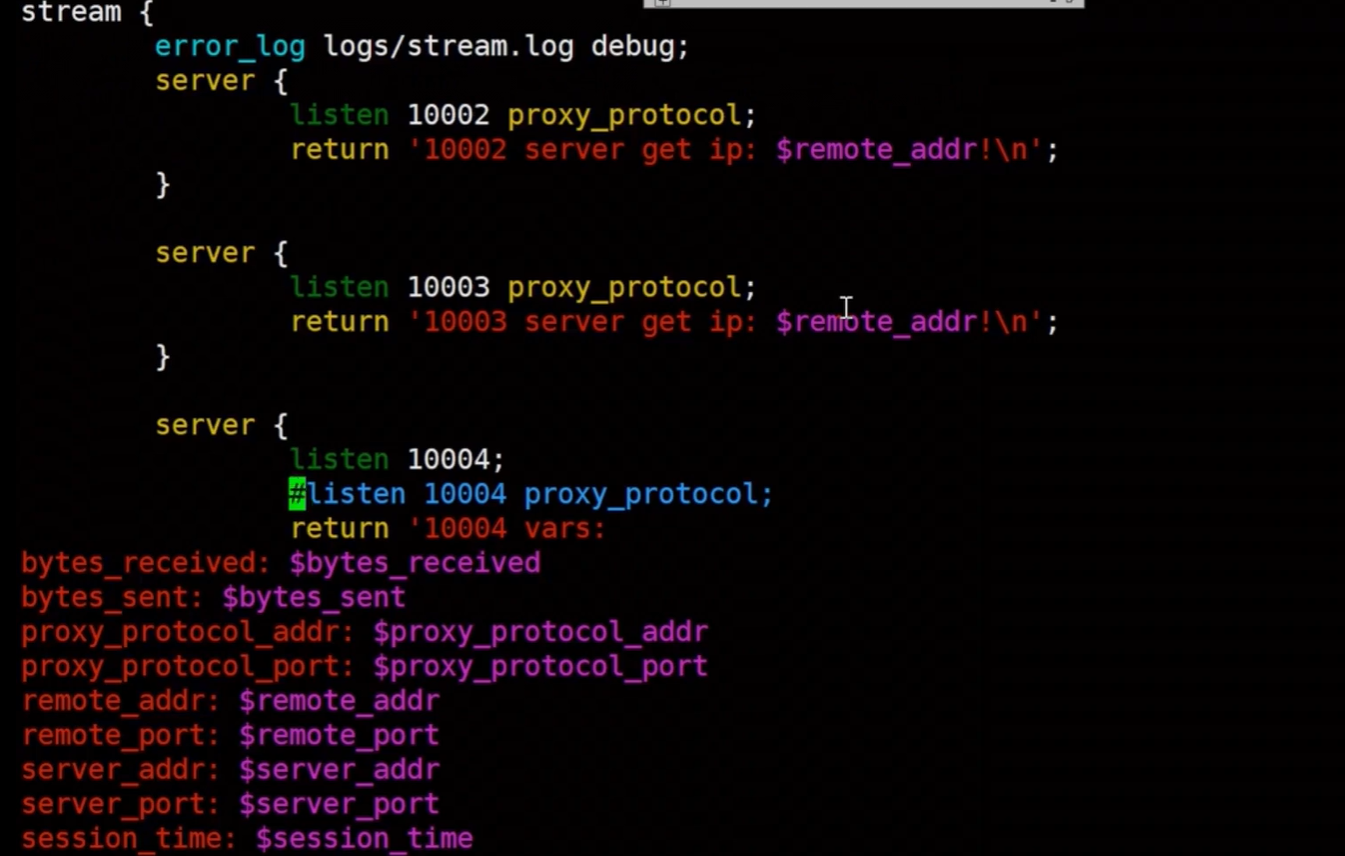 stream {
error_log logs/stream.log debug;
server {
listen 10002 proxy_protocol;
return '10002 server get ip: $remote_addr!\n';
}
server {
listen 10003 proxy_protocol;
return '10003 server get ip: $remote_addr!\n';
}
server {
listen 10004;
#listen 10004 proxy_protocol;
return '10004 vars:
bytes_received: $bytes_received
bytes_sent: $bytes_sent
proxy_protocol_addr: $proxy_protocol_addr
proxy_protocol_port: $proxy_protocol_port
remote_addr: $remote_addr
remote_port: $remote_port
server_addr: $server_addr
server_port: $server_port
session_time: $session_time